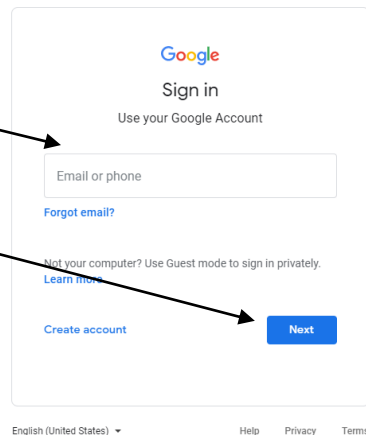 Google
Sign in
Use your Google Account
Email or phone
Forgot email?
Not your computer? Use Guest mode to sign in privately.
Learn more
Create account
Next
English (United States)
Help Privacy Terms